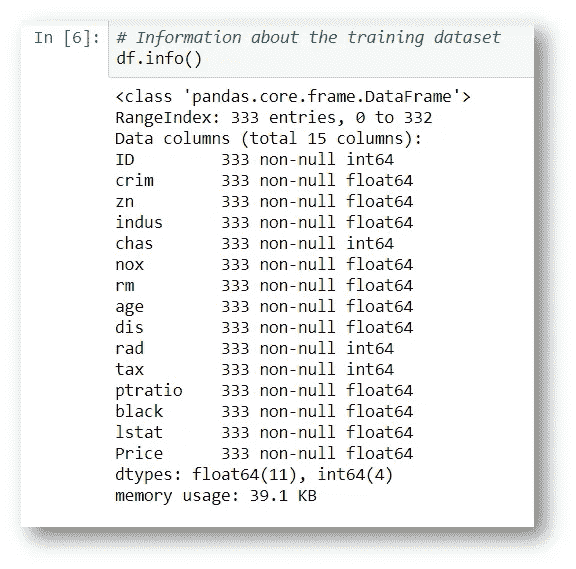 In [6]: # Information about the training dataset
df.info()
<class 'pandas.core.frame.DataFrame'>
RangeIndex: 333 entries, 0 to 332
Data columns (total 15 columns):
ID 333 non-null int64
crim 333 non-null float64
zn 333 non-null float64
indus 333 non-null float64
chas 333 non-null int64
nox 333 non-null float64
rm 333 non-null float64
age 333 non-null float64
dis 333 non-null float64
rad 333 non-null int64
tax 333 non-null int64
ptratio 333 non-null float64
black 333 non-null float64
lstat 333 non-null float64
Price 333 non-null float64
dtypes: float64(11), int64(4)
memory usage: 39.1 KB